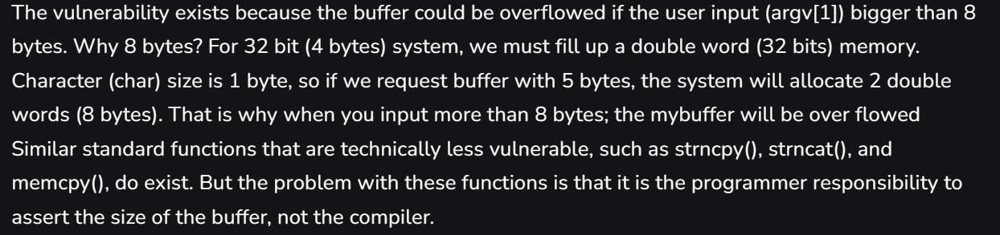 The vulnerability exists because the buffer could be overflowed if the user input (argv[1]) bigger than 8
bytes. Why 8 bytes? For 32 bit (4 bytes) system, we must fill up a double word (32 bits) memory.
Character (char) size is 1 byte, so if we request buffer with 5 bytes, the system will allocate 2 double
words (8 bytes). That is why when you input more than 8 bytes; the mybuffer will be over flowed
Similar standard functions that are technically less vulnerable, such as strncpy(), strncat(), and
memcpy(), do exist. But the problem with these functions is that it is the programmer responsibility to
assert the size of the buffer, not the compiler.